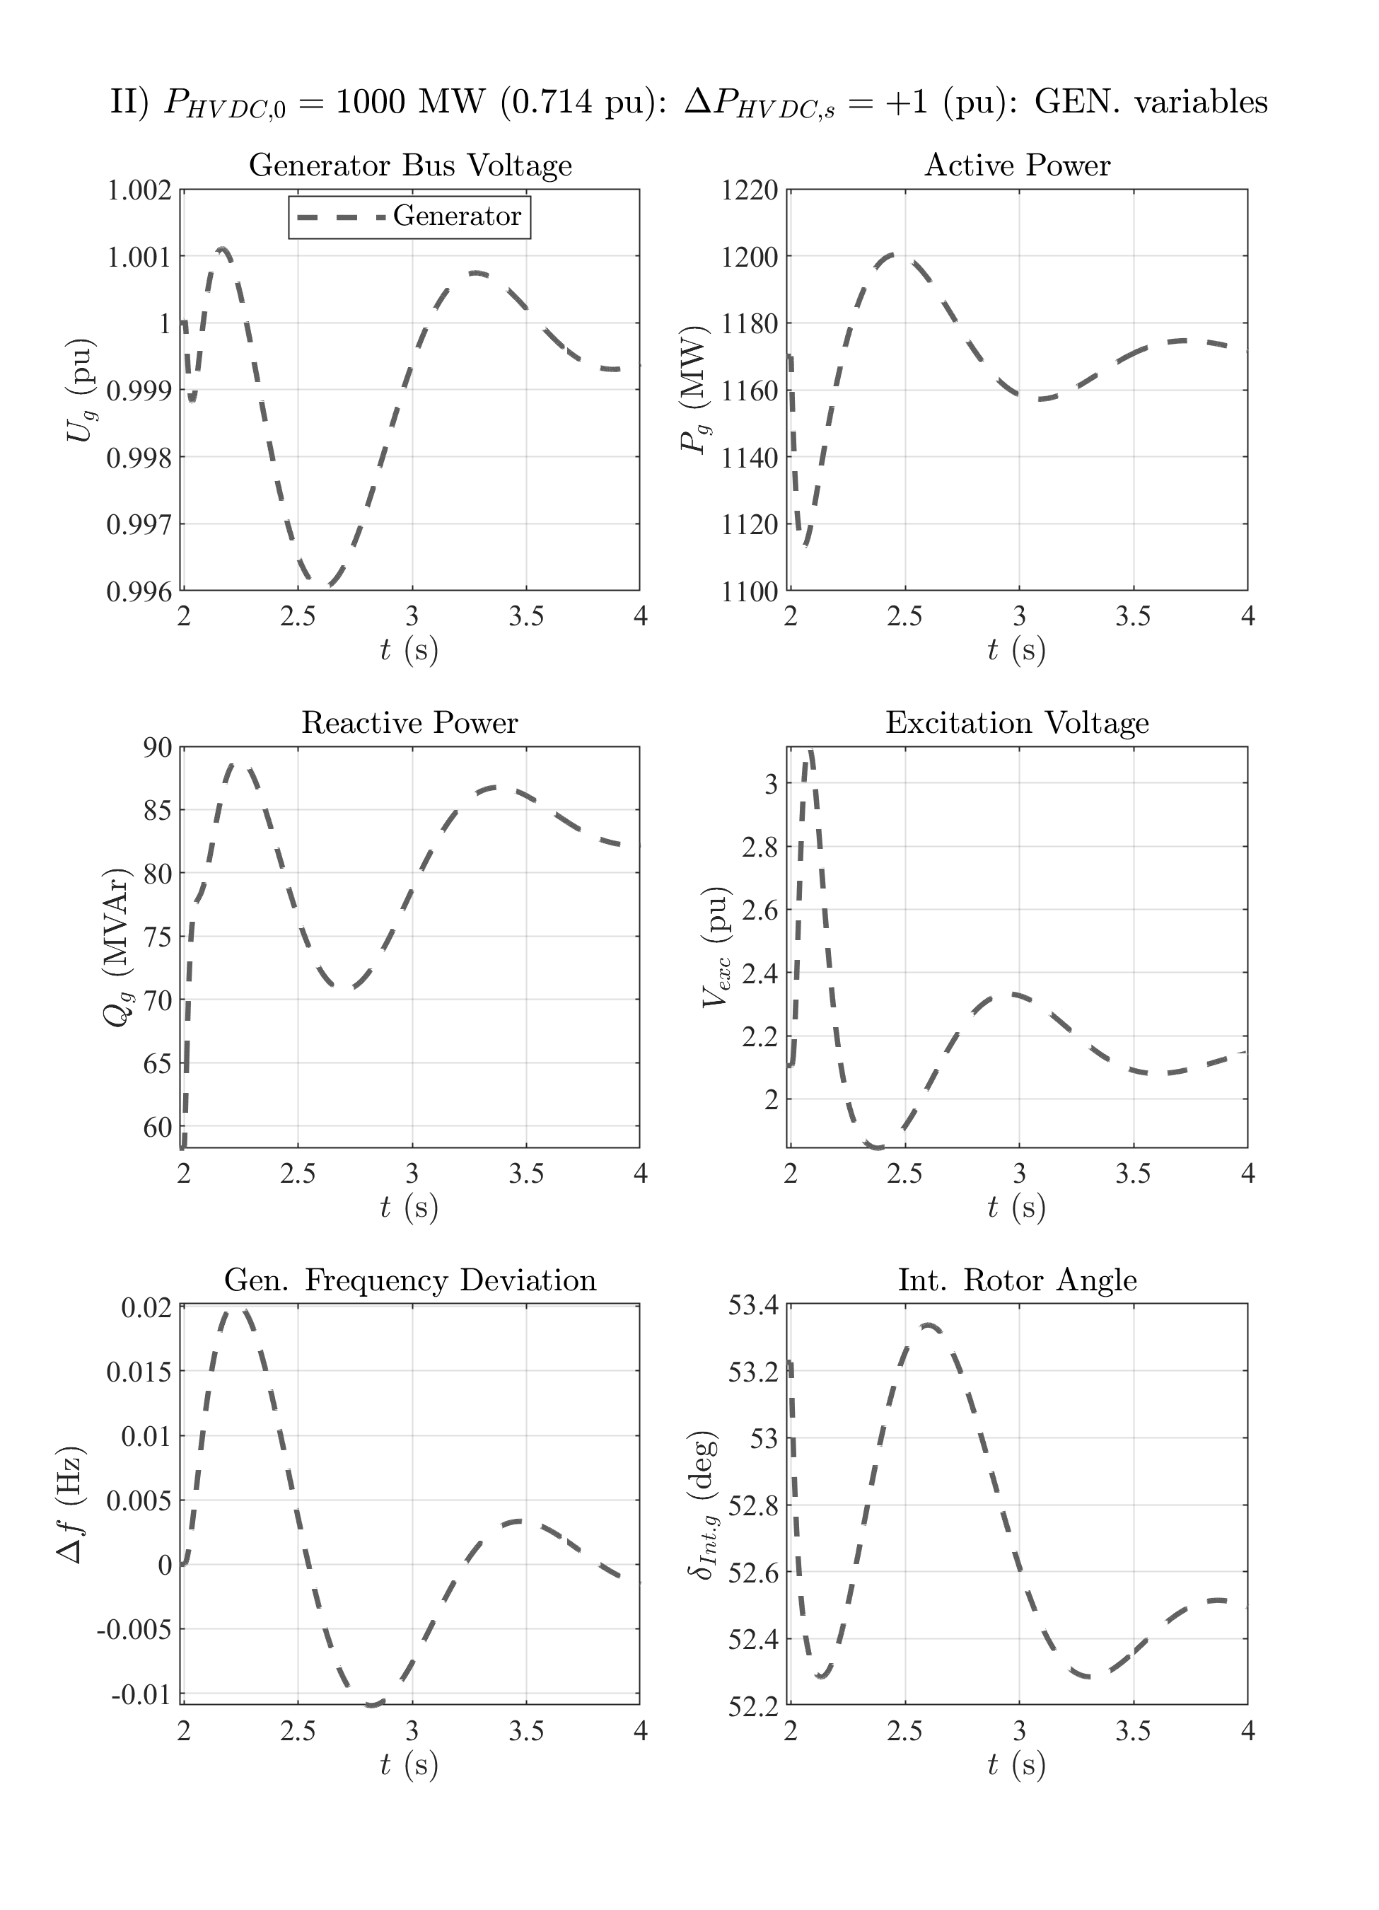 II) P_{HVDC,0} = 1000 MW (0.714 pu): ΔP_{HVDC,s} = +1 (pu): GEN. variables
Generator Bus Voltage
Generator
1.002
1.001
1
0.999
0.998
0.997
0.996
U_g (pu)
2 2.5 3 3.5 4
t (s)
Active Power
1220
1200
1180
1160
1140
1120
1100
P_g (MW)
2 2.5 3 3.5 4
t (s)
Reactive Power
90
85
80
75
70
65
60
Q_g (MVAr)
2 2.5 3 3.5 4
t (s)
Excitation Voltage
3
2.8
2.6
2.4
2.2
2
V_{exc} (pu)
2 2.5 3 3.5 4
t (s)
Gen. Frequency Deviation
0.02
0.015
0.01
0.005
0
-0.005
-0.01
Δf (Hz)
2 2.5 3 3.5 4
t (s)
Int. Rotor Angle
53.4
53.2
53
52.8
52.6
52.4
52.2
δ_{Int.g} (deg)
2 2.5 3 3.5 4
t (s)